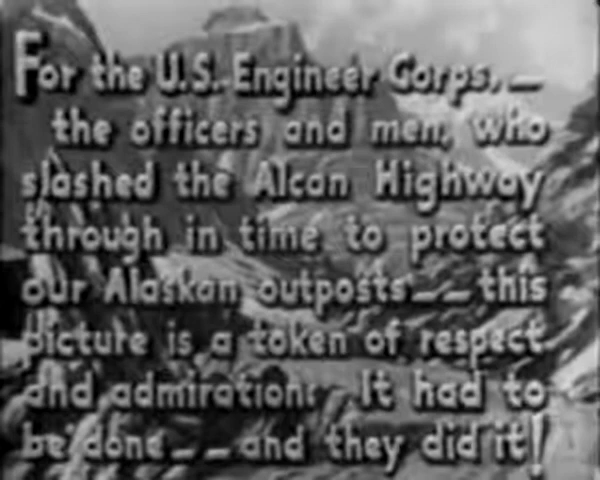 For the U.S. Engineer Corps, —
the officers and men, who
slashed the Alcan Highway
through in time to protect
our Alaskan outposts — — this
picture is a token of respect
and admiration. It had to
be done — — and they did it!